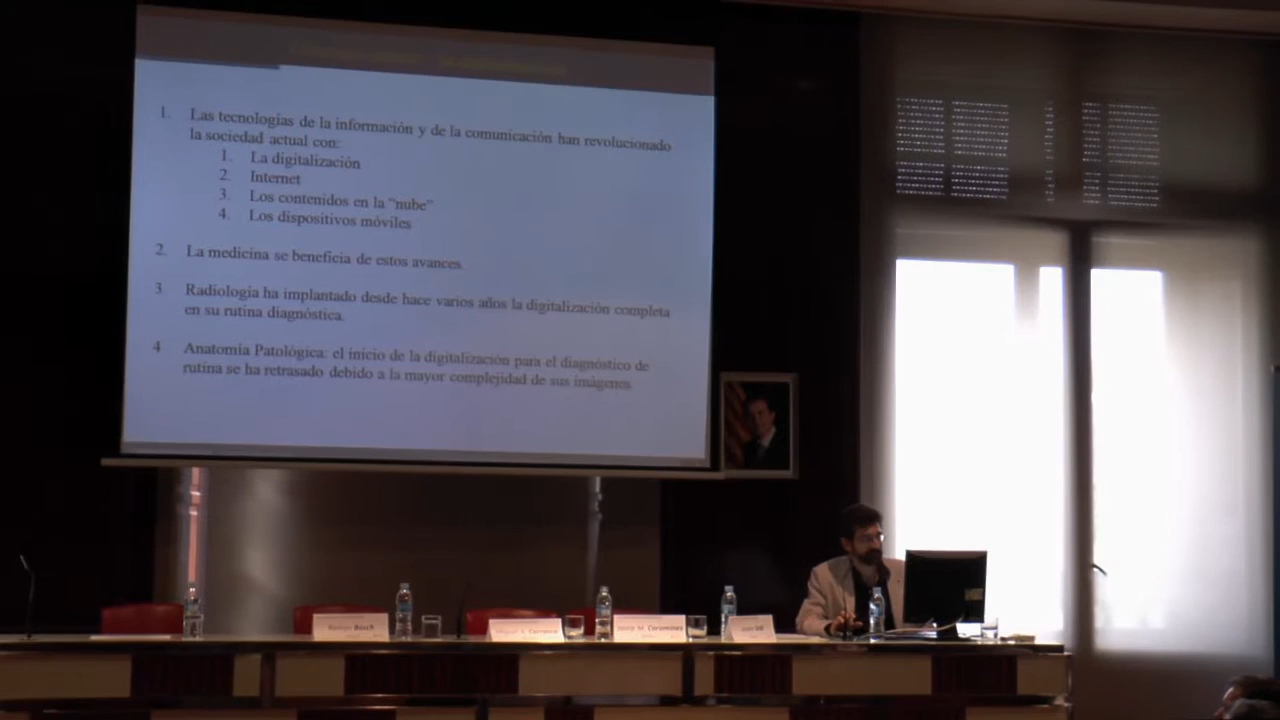 1. Las tecnologías de la información y de la comunicación han revolucionado
la sociedad actual con:
1. La digitalización
2. Internet
3. Los contenidos en la "nube"
4. Los dispositivos móviles
2. La medicina se beneficia de estos avances.
3 Radiología ha implantado desde hace varios años la digitalización completa
en su rutina diagnóstica.
4 Anatomía Patológica: el inicio de la digitalización para el diagnóstico de
rutina se ha retrasado debido a la mayor complejidad de sus imágenes
Ramon Bosch
Carrasco
Josep M. Corominas